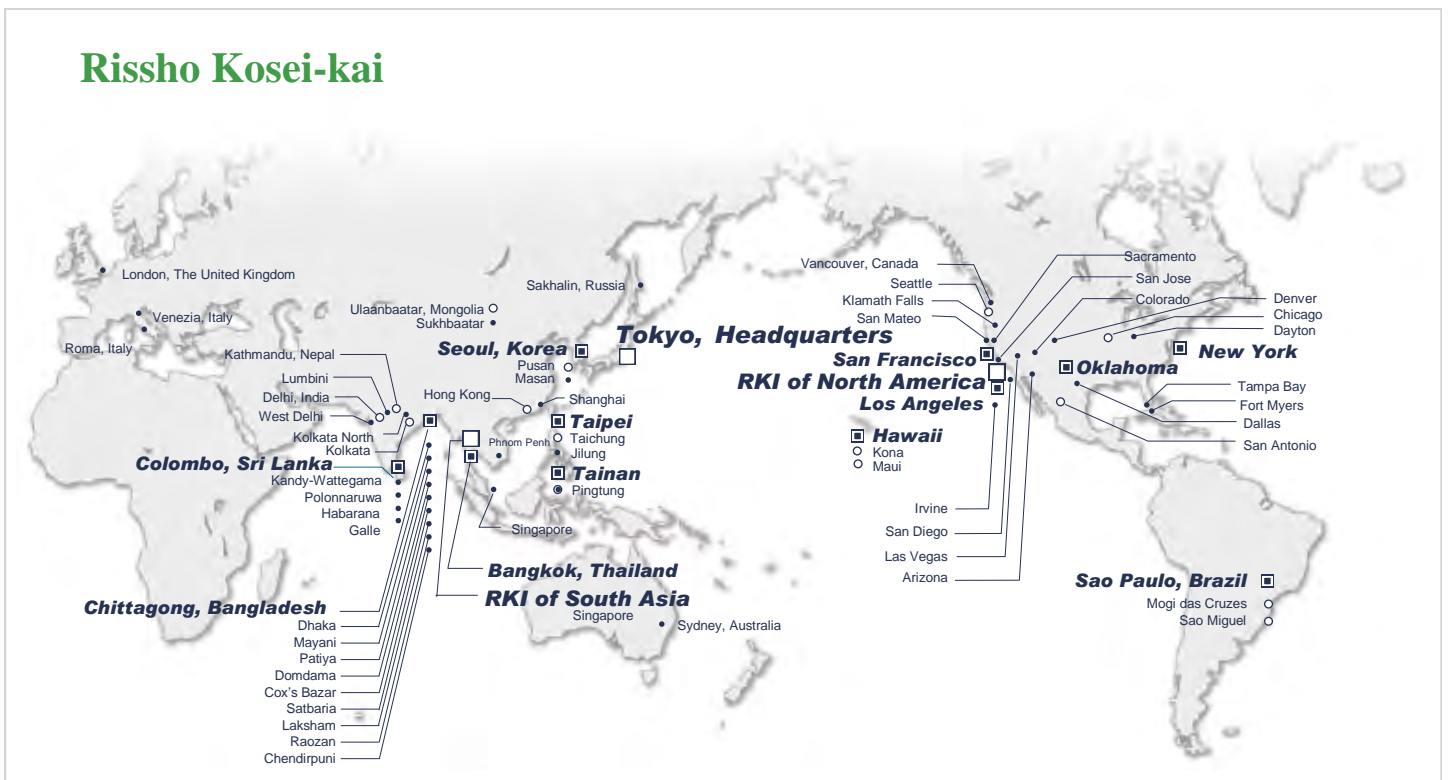 Rissho Kosei-kai
London, The United Kingdom
Venezia, Italy
Roma, Italy
Ulaanbaatar, Mongolia
Sukhbaatar
Sakhalin, Russia
Tokyo, Headquarters
Seoul, Korea
Pusan
Masan
Kathmandu, Nepal
Lumbini
Delhi, India
West Delhi
Kolkata North
Kolkata
Hong Kong
Shanghai
Taipei
Taichung
Jilung
Tainan
Pingtung
Phnom Penh
Colombo, Sri Lanka
Kandy-Wattegama
Polonnaruwa
Habarana
Galle
Singapore
Bangkok, Thailand
RKI of South Asia
Singapore
Sydney, Australia
Chittagong, Bangladesh
Dhaka
Mayani
Patiya
Domdama
Cox's Bazar
Satbaria
Laksham
Raozan
Chendirpuni
Vancouver, Canada
Seattle
Klamath Falls
San Mateo
San Francisco
RKI of North America
Los Angeles
Hawaii
Kona
Maui
Irvine
San Diego
Las Vegas
Arizona
Sacramento
San Jose
Colorado
Denver
Chicago
Dayton
New York
Oklahoma
Tampa Bay
Fort Myers
Dallas
San Antonio
Sao Paulo, Brazil
Mogi das Cruzes
Sao Miguel